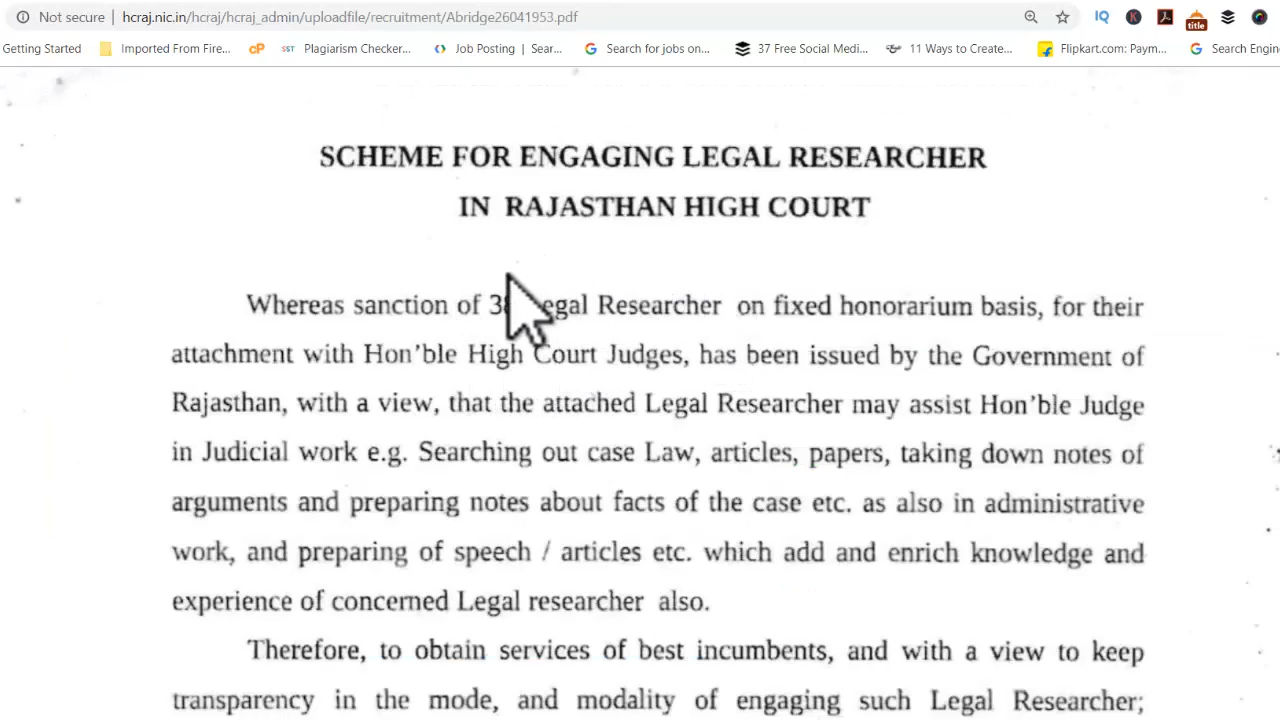 Not secure | hcraj.nic.in/hcraj/hcraj_admin/uploadfile/recruitment/Abridge26041953.pdf
title
Getting Started Imported From Fire... cP SST Plagiarism Checker... Job Posting | Sear... Search for jobs on... 37 Free Social Medi... 11 Ways to Create... Flipkart.com: Paym... Search Engin
SCHEME FOR ENGAGING LEGAL RESEARCHER
IN RAJASTHAN HIGH COURT
Whereas sanction of Legal Researcher on fixed honorarium basis, for their
attachment with Hon'ble High Court Judges, has been issued by the Government of
Rajasthan, with a view, that the attached Legal Researcher may assist Hon'ble Judge
in Judicial work e.g. Searching out case Law, articles, papers, taking down notes of
arguments and preparing notes about facts of the case etc. as also in administrative
work, and preparing of speech / articles etc. which add and enrich knowledge and
experience of concerned Legal researcher also.
Therefore, to obtain services of best incumbents, and with a view to keep
transparency in the mode, and modality of engaging such Legal Researcher;